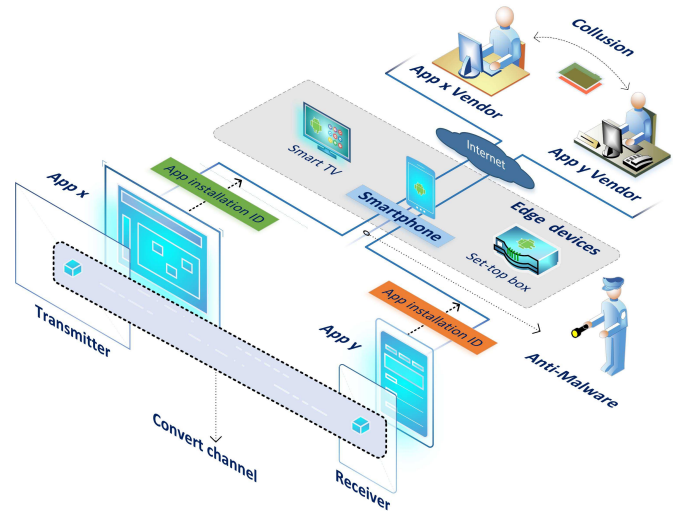 Collusion
App x Vendor
App y Vendor
Internet
Smart TV
Smartphone
Edge devices
Set-top box
App x
App installation ID
App installation ID
App y
Transmitter
Anti-Malware
Convert channel
Receiver